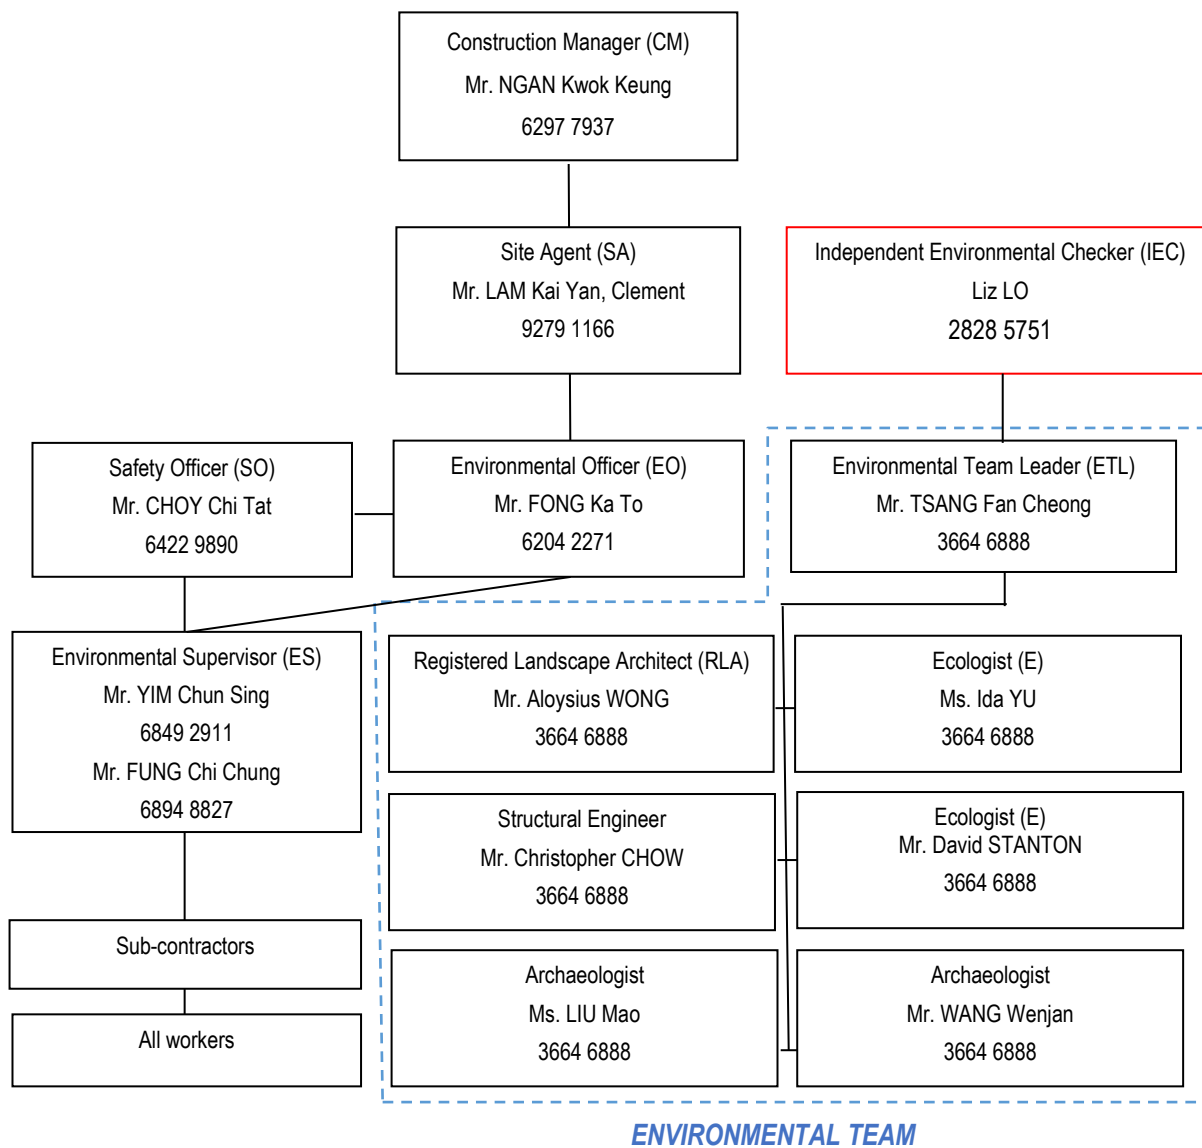 Construction Manager (CM)
Mr. NGAN Kwok Keung
6297 7937
Site Agent (SA)
Mr. LAM Kai Yan, Clement
9279 1166
Independent Environmental Checker (IEC)
Liz LO
2828 5751
Safety Officer (SO)
Mr. CHOY Chi Tat
6422 9890
Environmental Officer (EO)
Mr. FONG Ka To
6204 2271
Environmental Team Leader (ETL)
Mr. TSANG Fan Cheong
3664 6888
Environmental Supervisor (ES)
Mr. YIM Chun Sing
6849 2911
Mr. FUNG Chi Chung
6894 8827
Registered Landscape Architect (RLA)
Mr. Aloysius WONG
3664 6888
Ecologist (E)
Ms. Ida YU
3664 6888
Structural Engineer
Mr. Christopher CHOW
3664 6888
Ecologist (E)
Mr. David STANTON
3664 6888
Sub-contractors
All workers
Archaeologist
Ms. LIU Mao
3664 6888
Archaeologist
Mr. WANG Wenjan
3664 6888
ENVIRONMENTAL TEAM